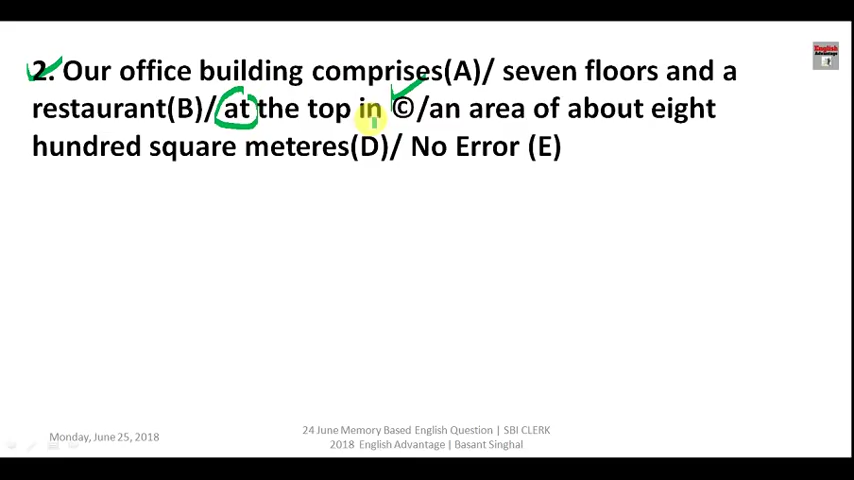 English
Advantage
2. Our office building comprises(A)/ seven floors and a
restaurant(B)/ at the top in ©/an area of about eight
hundred square meteres(D)/ No Error (E)
Monday, June 25, 2018
24 June Memory Based English Question | SBI CLERK
2018 English Advantage | Basant Singhal